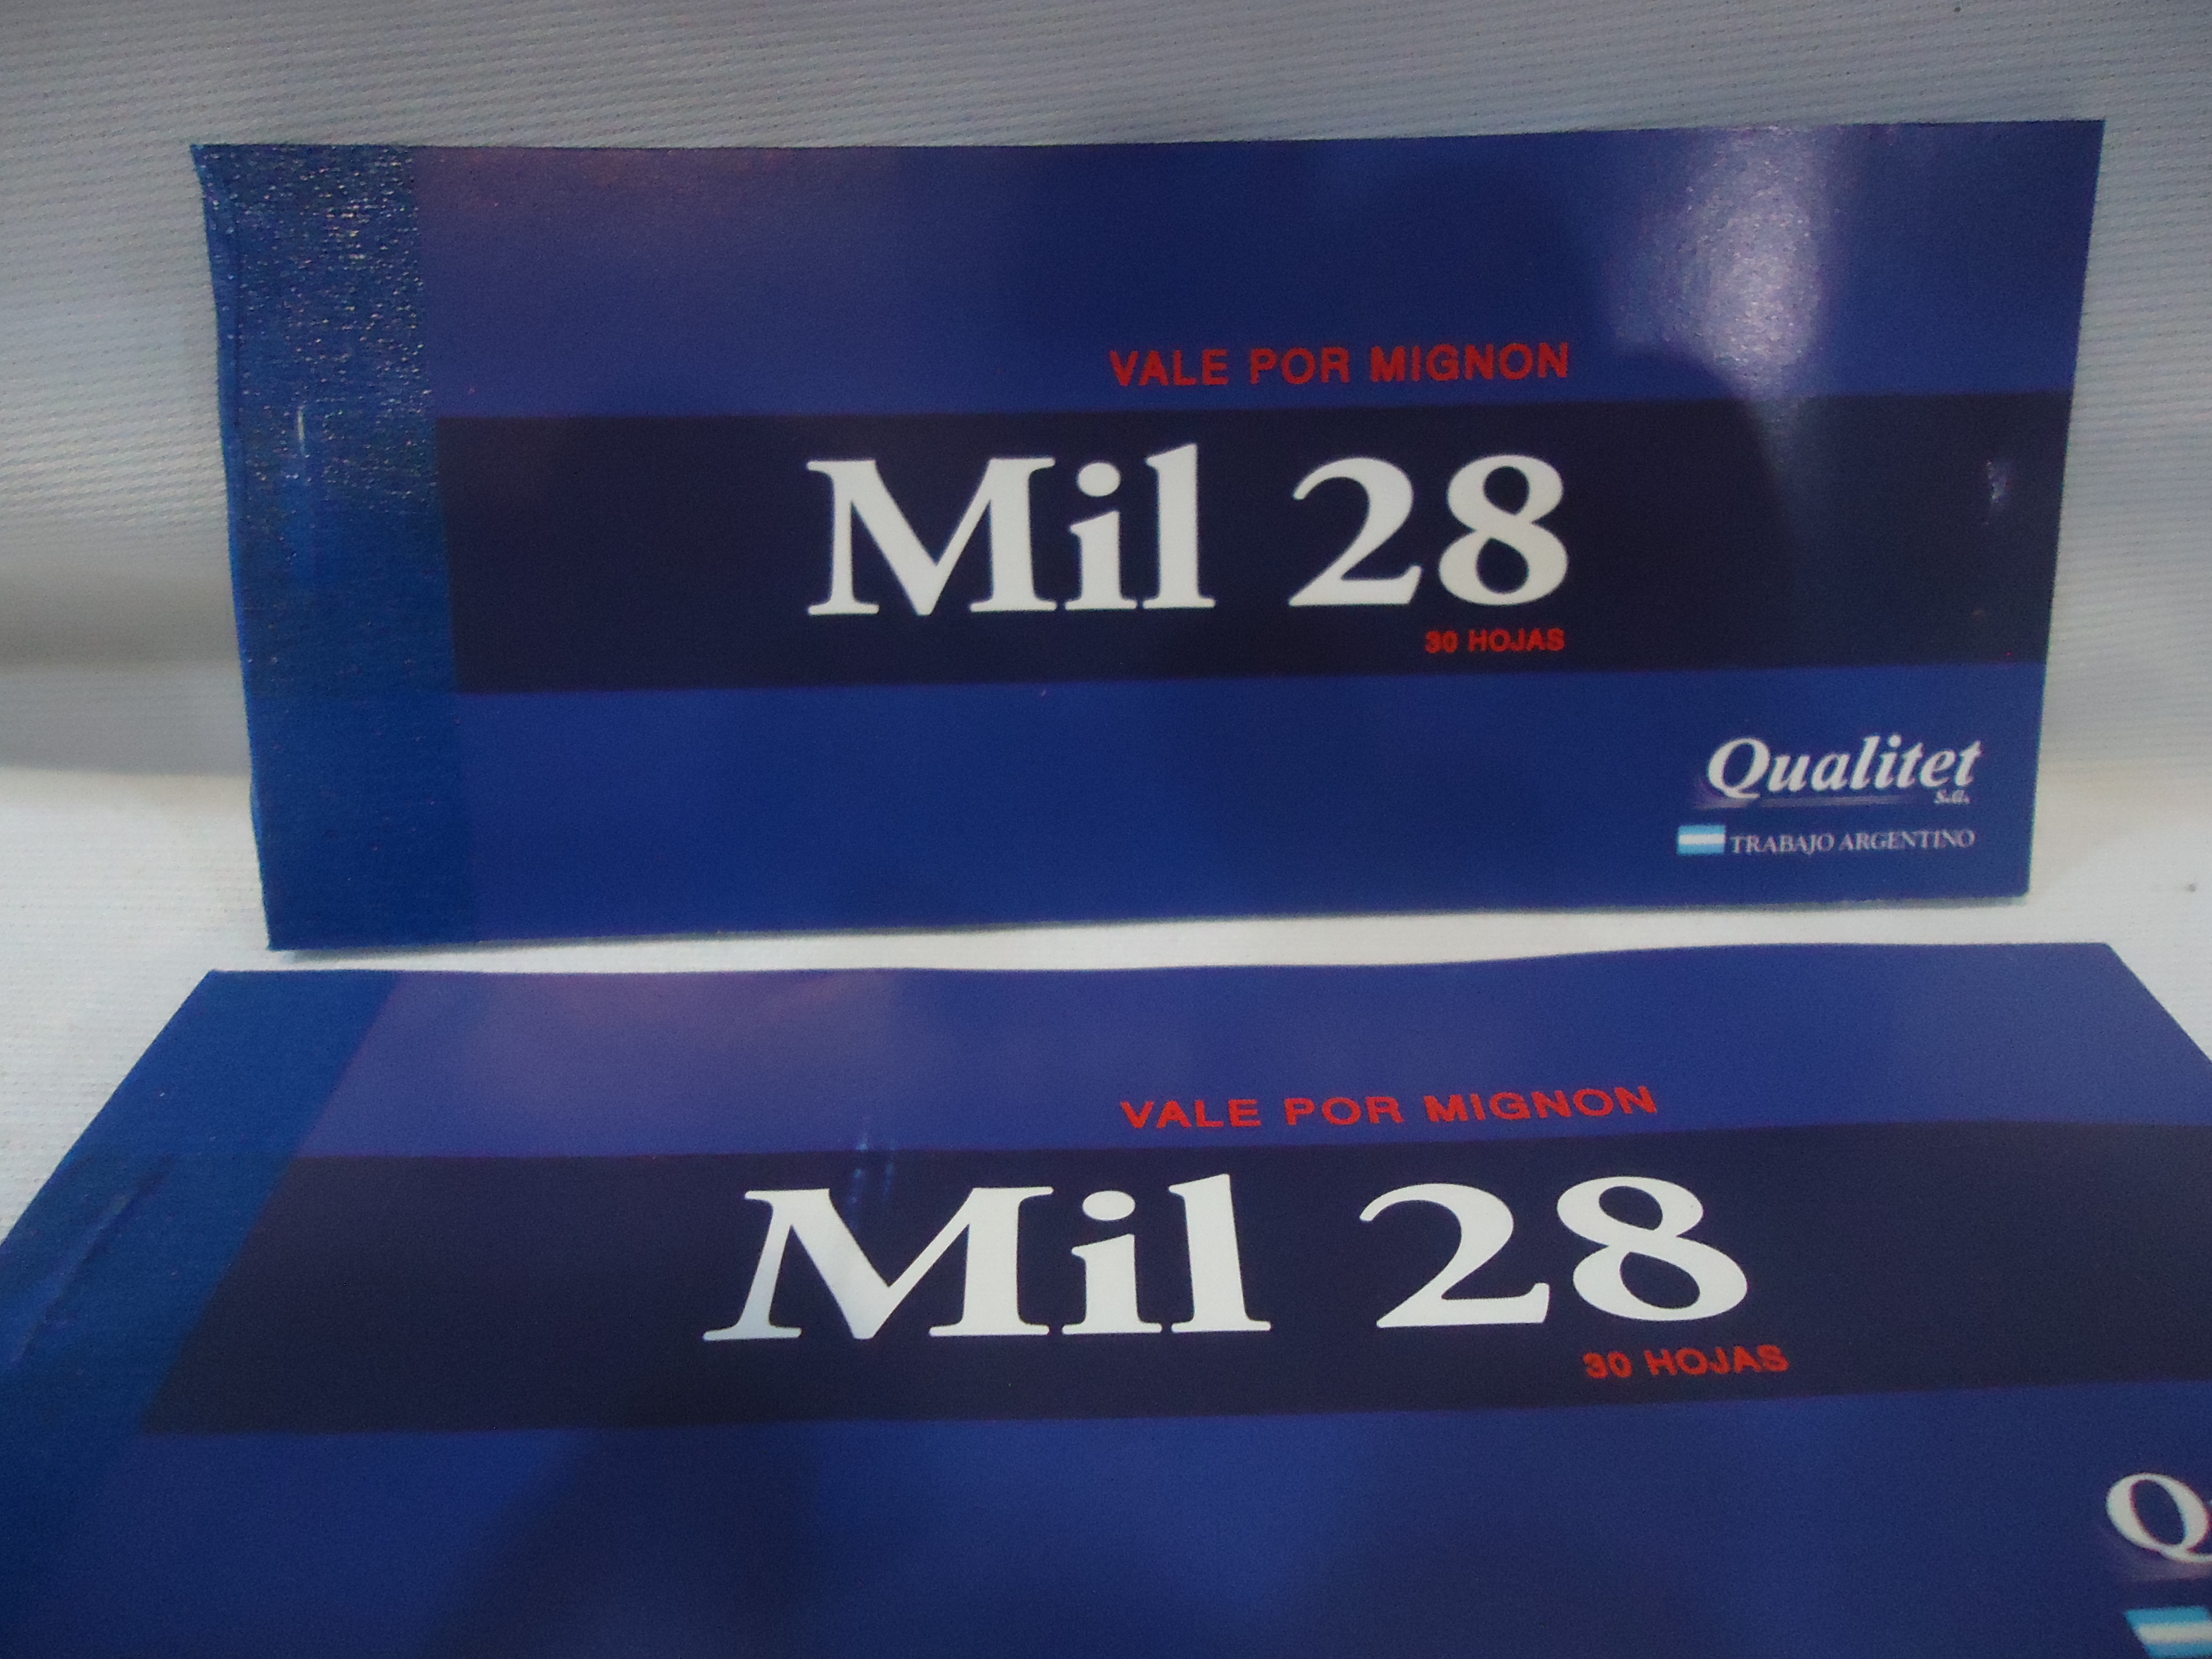 VALE POR MIGNON
Mil 28
30 HOJAS
Qualitet
S.A.
TRABAJO ARGENTINO
VALE POR MIGNON
Mil 28
30 HOJAS
Q